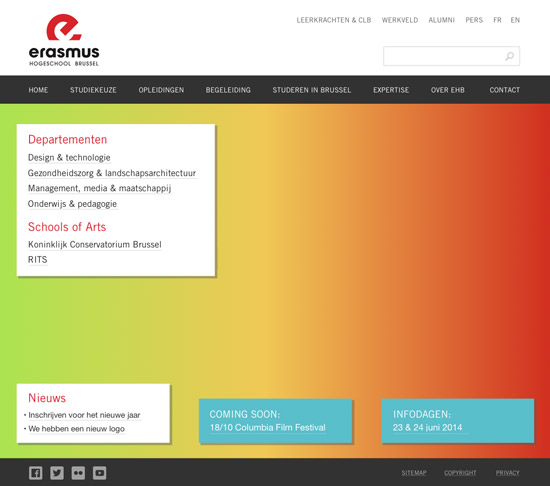 LEERKRACHTEN & CLB WERKVELD ALUMNI PERS FR EN
erasmus
HOGESCHOOL BRUSSEL
HOME STUDIEKEUZE OPLEIDINGEN BEGELEIDING STUDEREN IN BRUSSEL EXPERTISE OVER EHB CONTACT
Departementen
Design & technologie
Gezondheidszorg & landschapsarchitectuur
Management, media & maatschappij
Onderwijs & pedagogie
Schools of Arts
Koninklijk Conservatorium Brussel
RITS
Nieuws
• Inschrijven voor het nieuwe jaar
• We hebben een nieuw logo
COMING SOON:
18/10 Columbia Film Festival
INFODAGEN:
23 & 24 juni 2014
SITEMAP COPYRIGHT PRIVACY